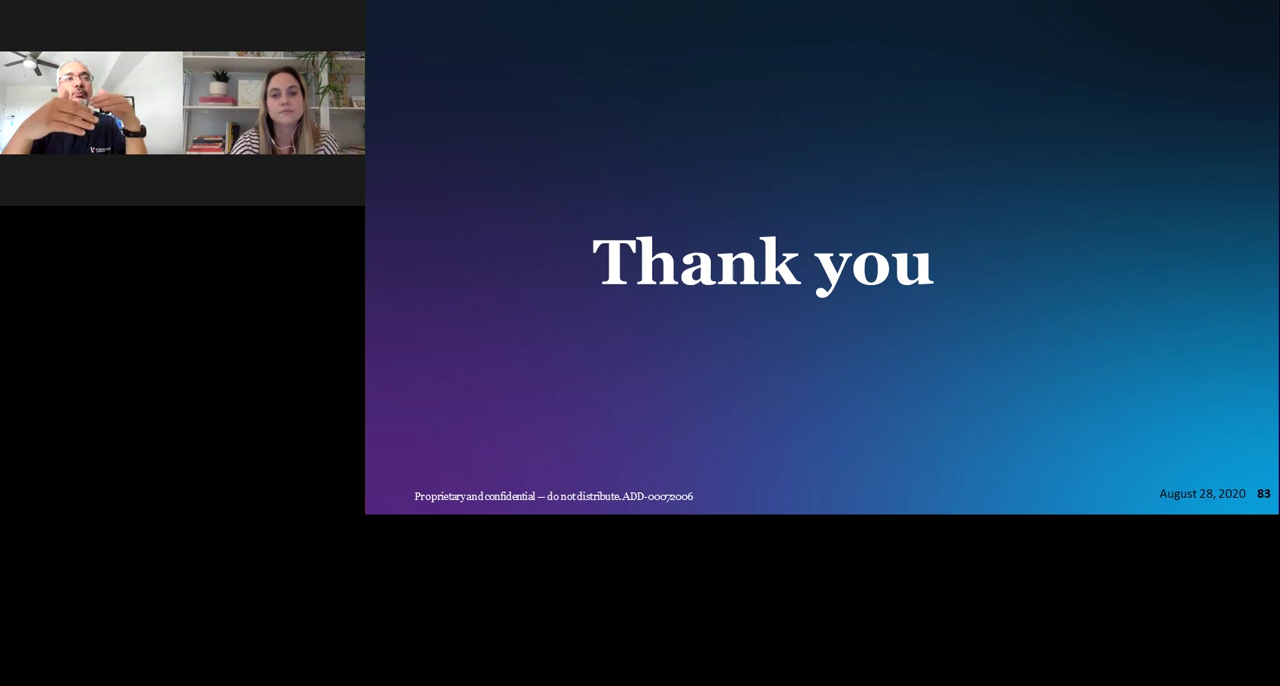 Thank you
Proprietary and confidential — do not distribute. ADD-00072006
August 28, 2020 83